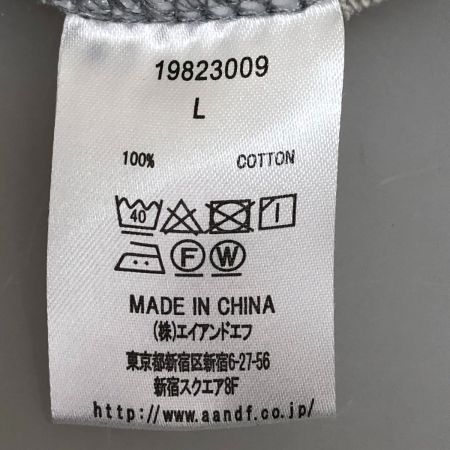 19823009
L
100% COTTON
40
F W
MADE IN CHINA
(株)エイアンドエフ
東京都新宿区新宿6-27-56
新宿スクエア8F
http://www.aandf.co.jp/